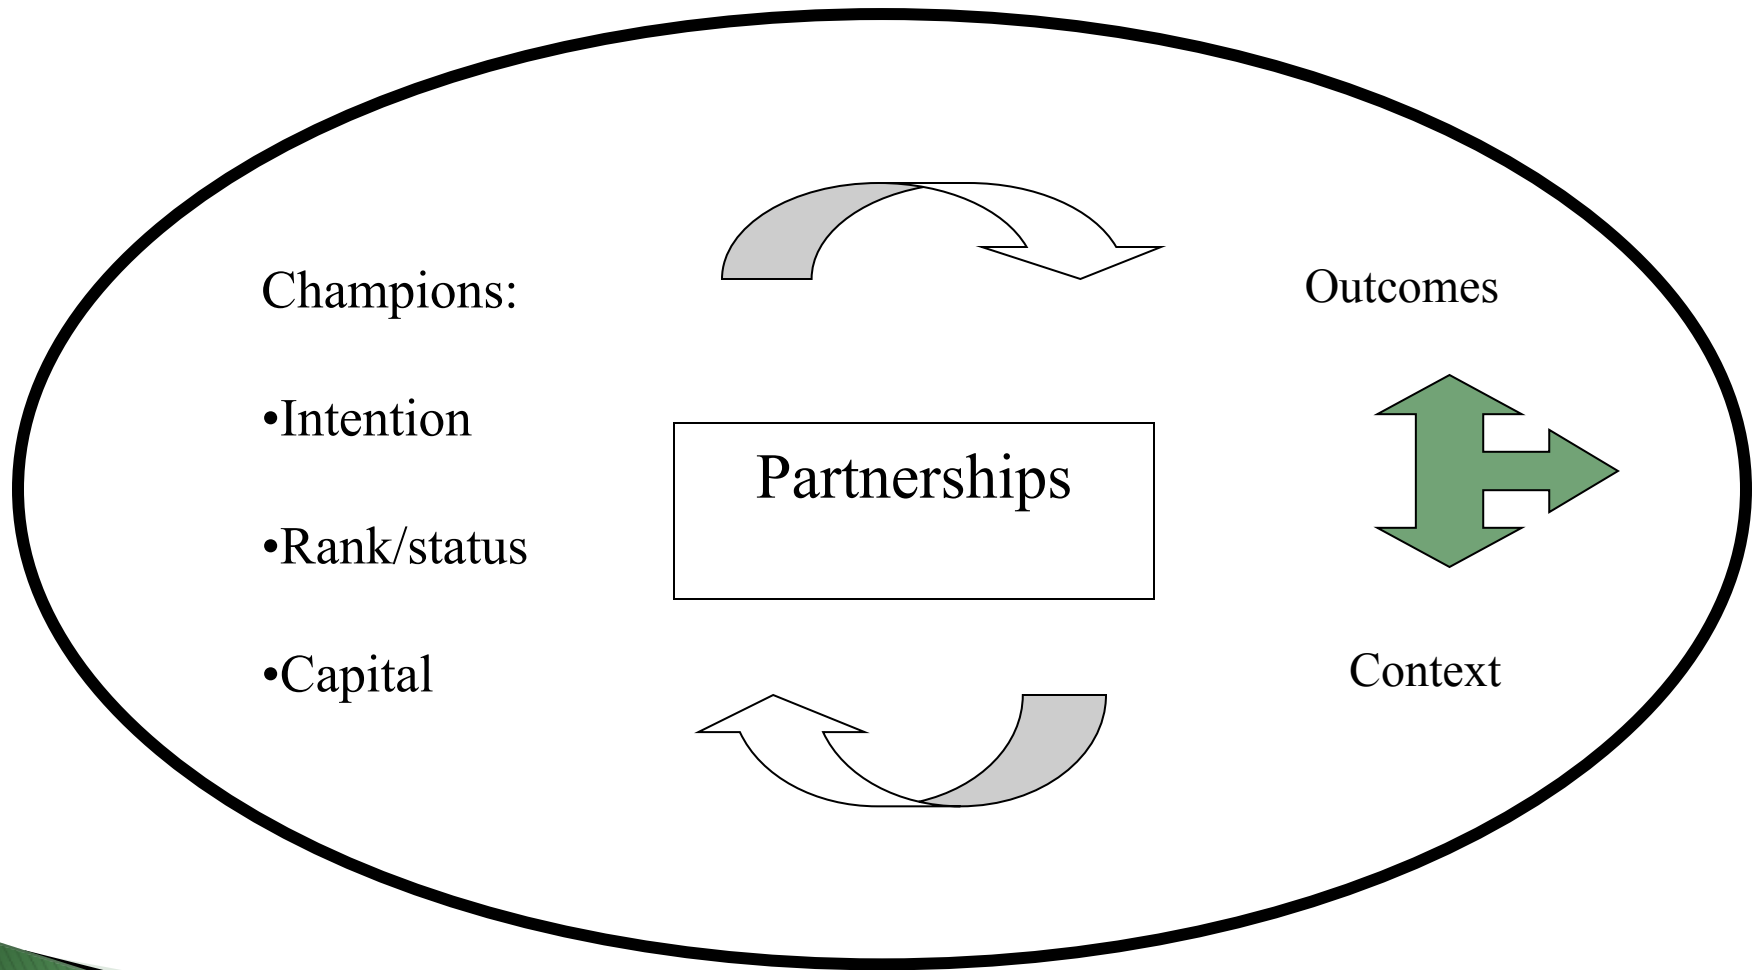 Champions:
•Intention
•Rank/status
•Capital
Partnerships
Outcomes
Context